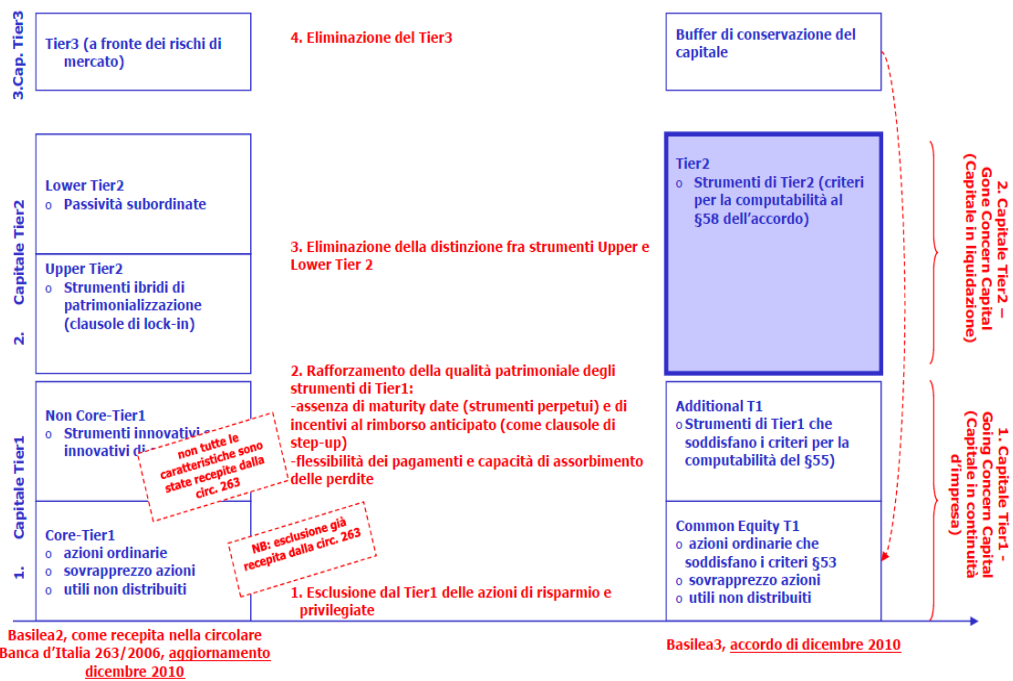 3.Cap. Tier3
Tier3 (a fronte dei rischi di
mercato)
4. Eliminazione del Tier3
Buffer di conservazione del
capitale
2. Capitale Tier2
Lower Tier2
o Passività subordinate
Upper Tier2
o Strumenti ibridi di
patrimonializzazione
(clausole di lock-in)
3. Eliminazione della distinzione fra strumenti Upper e
Lower Tier 2
Tier2
o Strumenti di Tier2 (criteri
per la computabilità al
§58 dell’accordo)
2. Capitale Tier2 –
Gone Concern Capital
(Capitale in liquidazione)
1. Capitale Tier1
Non Core-Tier1
o Strumenti innovativi
innovativi di
non tutte le
caratteristiche sono
state recepite dalla
circ. 263
Core-Tier1
o azioni ordinarie
o sovrapprezzo azioni
o utili non distribuiti
NB: esclusione già
recepita dalla circ. 263
2. Rafforzamento della qualità patrimoniale degli
strumenti di Tier1:
-assenza di maturity date (strumenti perpetui) e di
incentivi al rimborso anticipato (come clausole di
step-up)
-flessibilità dei pagamenti e capacità di assorbimento
delle perdite
1. Esclusione dal Tier1 delle azioni di risparmio e
privilegiate
Additional T1
o Strumenti di Tier1 che
soddisfano i criteri per la
computabilità del §55)
Common Equity T1
o azioni ordinarie che
soddisfano i criteri §53
o sovrapprezzo azioni
o utili non distribuiti
1. Capitale Tier1 -
Going Concern Capital
(Capitale in continuità
d’impresa)
Basilea2, come recepita nella circolare
Banca d’Italia 263/2006, aggiornamento
dicembre 2010
Basilea3, accordo di dicembre 2010